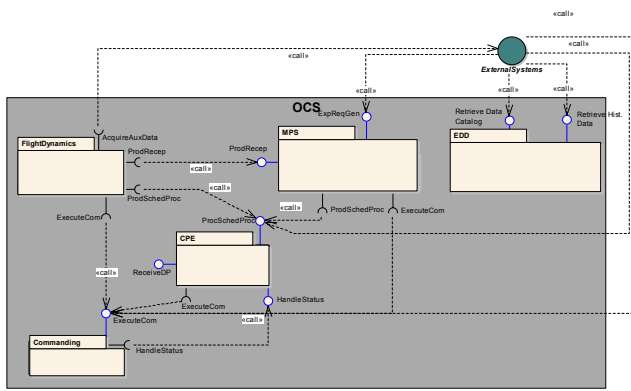 «call»
«call»
«call»
ExternalSystems
«call»
«call»
«call»
OCS
ExpReqGen
Retrieve Data
Catalog
Retrieve Hist.
Data
AcquireAuxData
FlightDynamics
ProdRecep
ProdRecep
MPS
EDD
«call»
«call»
ProdSchedProc
ExecuteCom
«call»
ProdSchedProc
ExecuteCom
ProcSchedProc
CPE
«call»
ReceiveDP
ExecuteCom
HandleStatus
ExecuteCom
«call»
Commanding
HandleStatus